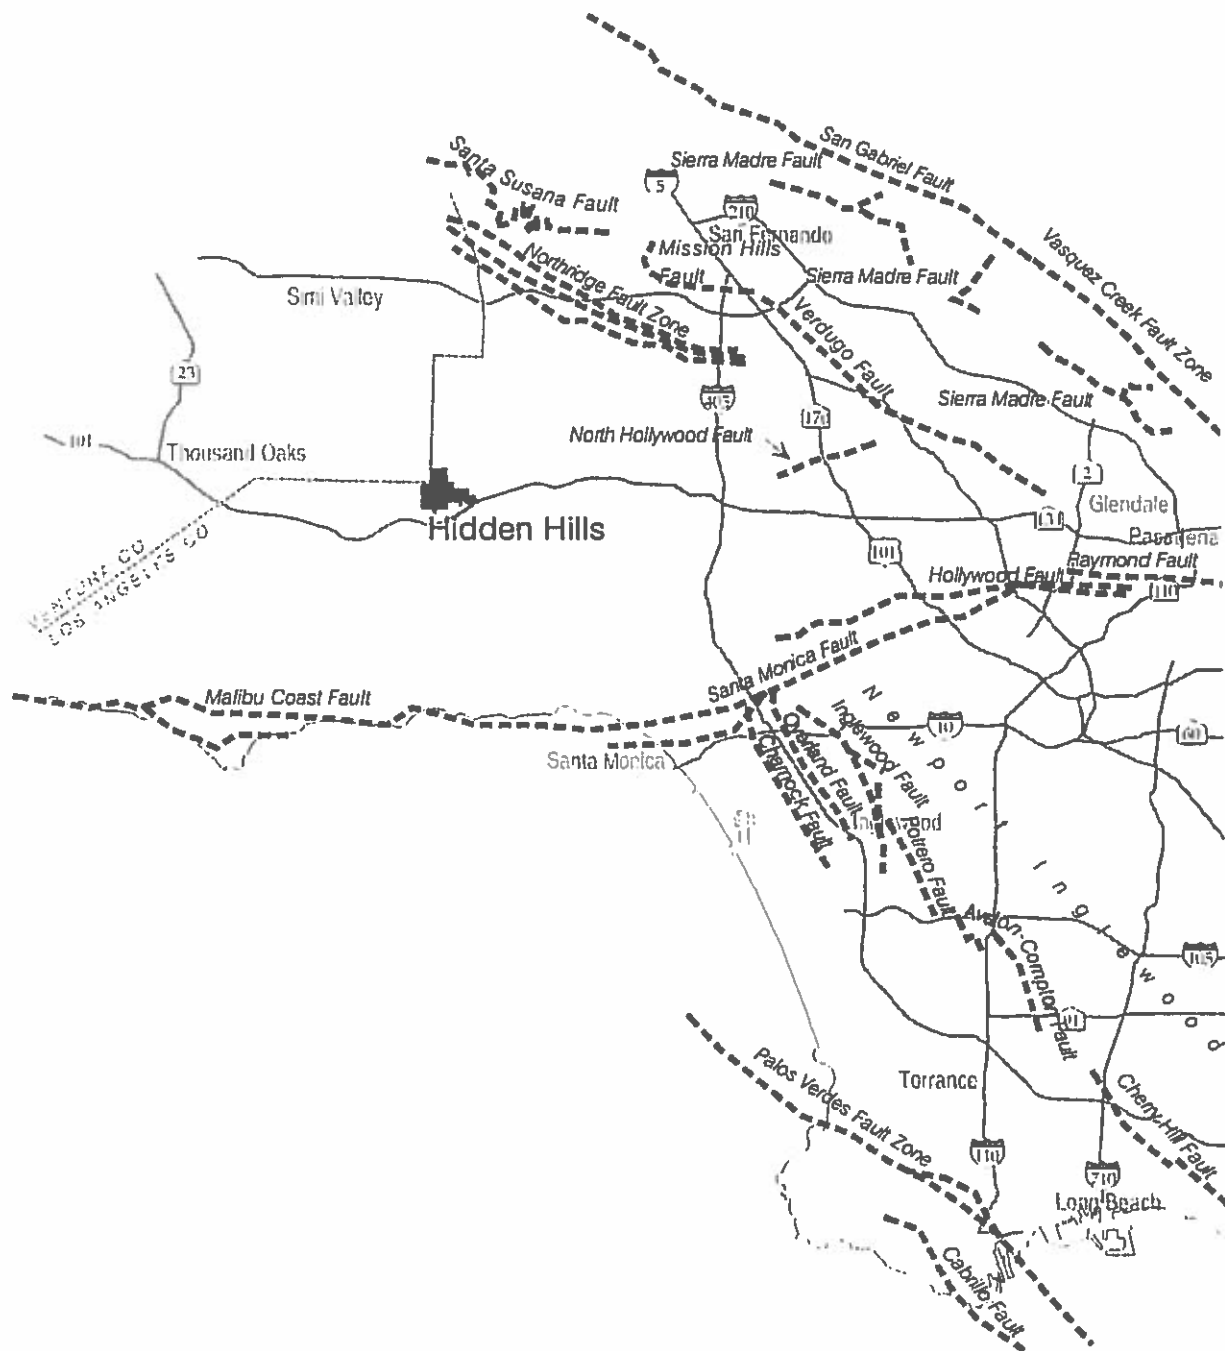 San Gabriel Fault
Sierra Madre Fault
Santa Susana Fault
5
210
San Fernando
Mission Hills
Fault
Sierra Madre Fault
Vasquez Creek Fault Zone
Northridge Fault Zone
Simi Valley
Verdugo Fault
23
405
170
Sierra Madre Fault
North Hollywood Fault
101
Thousand Oaks
2
Glendale
Hidden Hills
134
Pasadena
101
VENTURA CO
LOS ANGELES CO
Hollywood Fault
Raymond Fault
110
Santa Monica Fault
Malibu Coast Fault
Newport
Inglewood Fault
10
60
Overland Fault
Santa Monica
Charnock Fault
Inglewood
Potrero Fault
Inglewood
Avalon-Compton Fault
105
91
Palos Verdes Fault Zone
Torrance
Cherry-Hill Fault
110
710
Long Beach
Cabrillo Fault